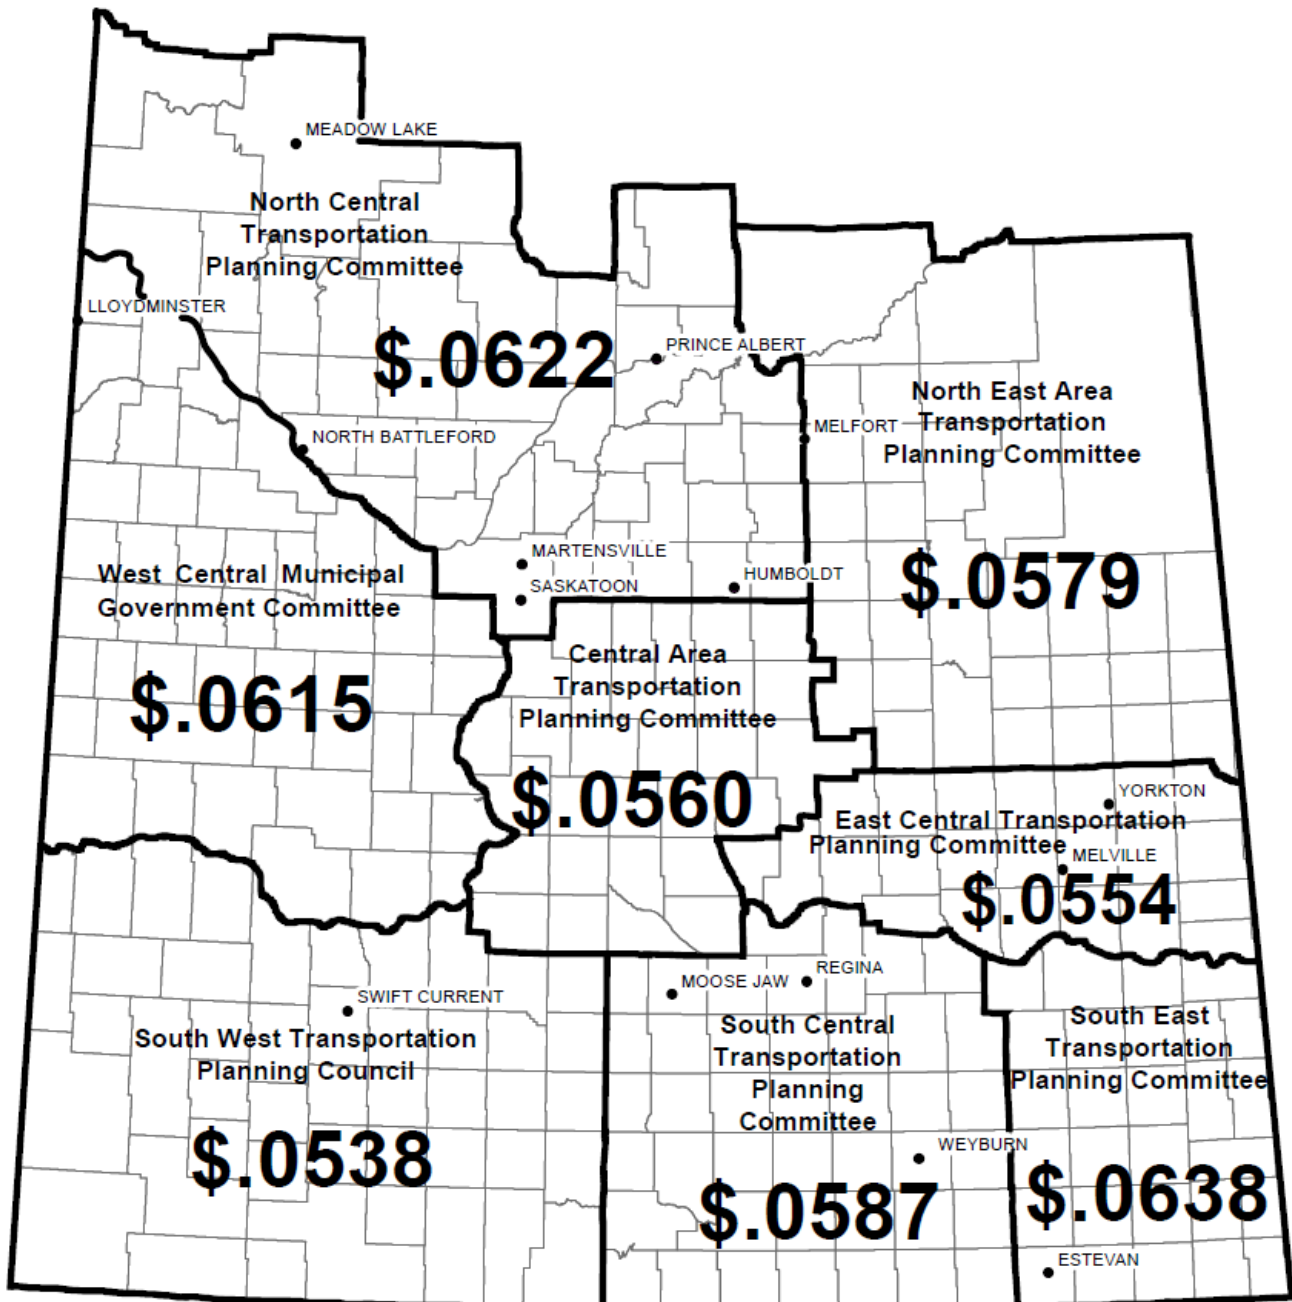 MEADOW LAKE
North Central
Transportation
Planning Committee
LLOYDMINSTER
$.0622
PRINCE ALBERT
North East Area
Transportation
Planning Committee
MELFORT
NORTH BATTLEFORD
MARTENSVILLE
SASKATOON
HUMBOLDT
$.0579
West Central Municipal
Government Committee
$.0615
Central Area
Transportation
Planning Committee
$.0560
YORKTON
East Central Transportation
Planning Committee
MELVILLE
$.0554
MOOSE JAW
REGINA
SWIFT CURRENT
South West Transportation
Planning Council
$.0538
South Central
Transportation
Planning
Committee
WEYBURN
$.0587
South East
Transportation
Planning Committee
$.0638
ESTEVAN